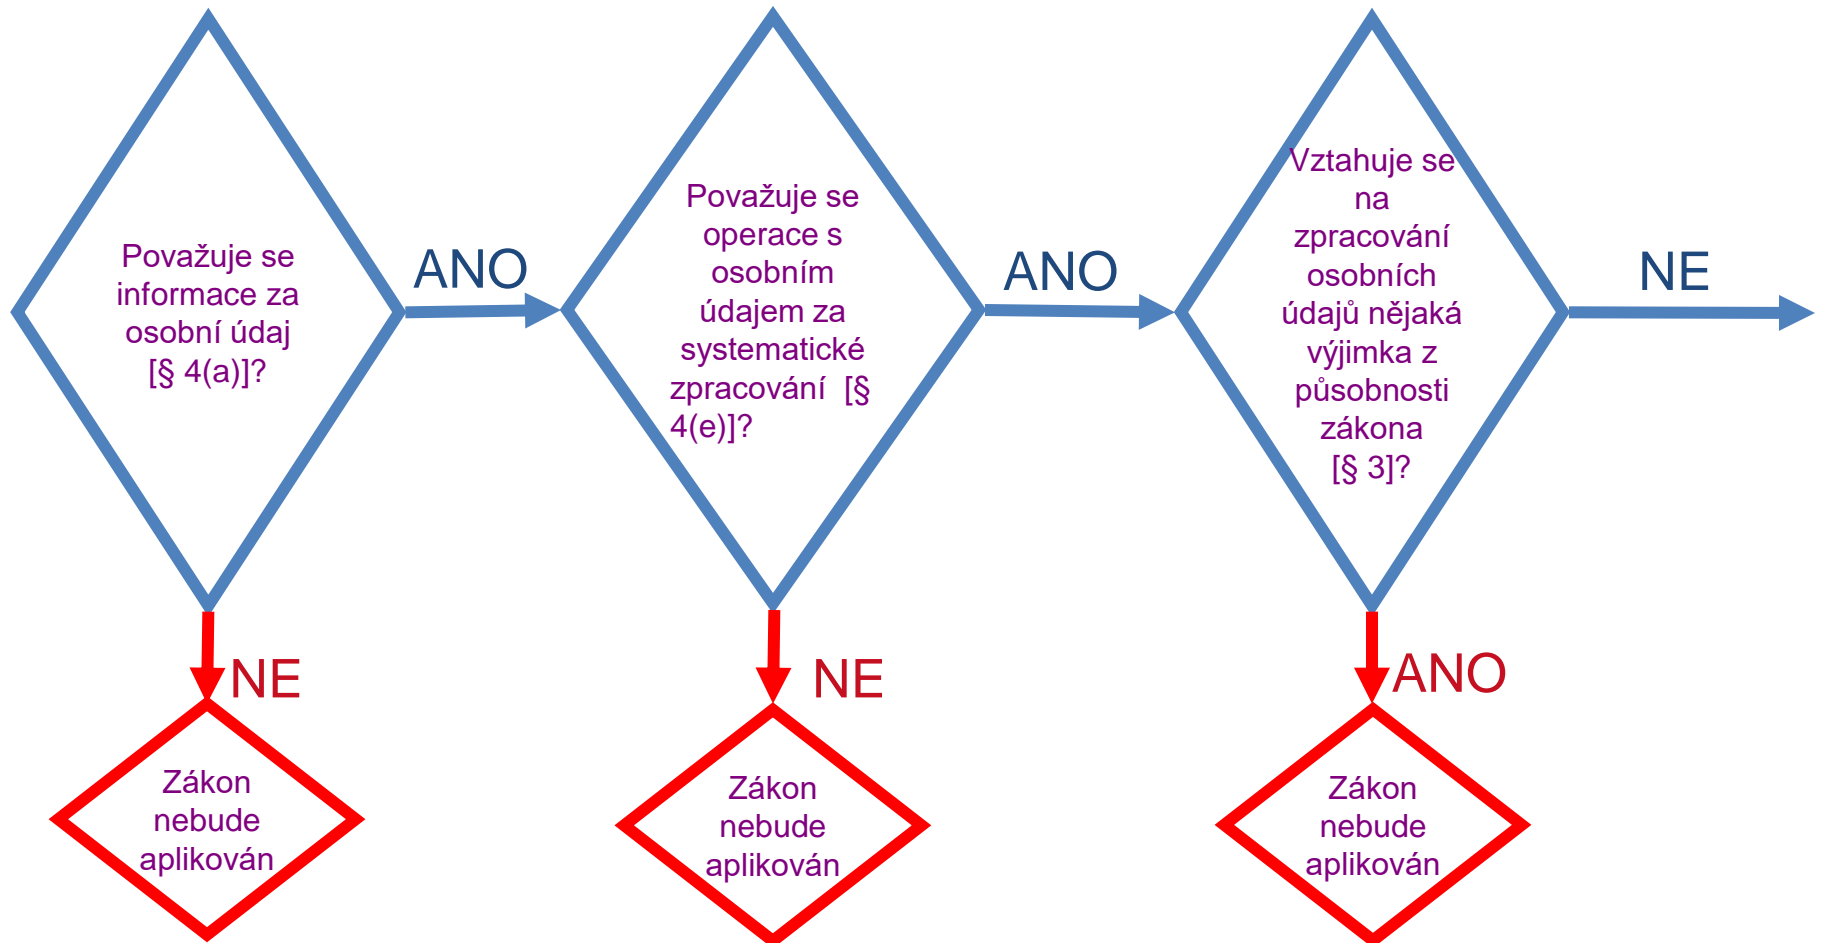 Považuje se
informace za
osobní údaj
[§ 4(a)]?
ANO
Považuje se
operace s
osobním
údajem za
systematické
zpracování  [§
4(e)]?
ANO
Vztahuje se
na
zpracování
osobních
údajů nějaká
výjimka z
působnosti
zákona
[§ 3]?
NE
NE
NE
ANO
Zákon
nebude
aplikován
Zákon
nebude
aplikován
Zákon
nebude
aplikován